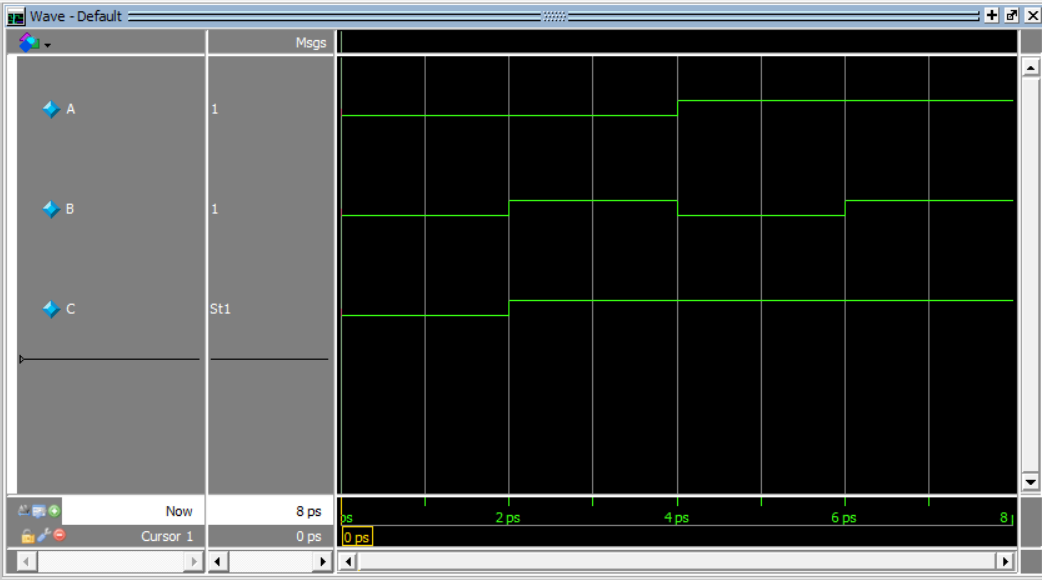 Wave - Default
Msgs
A 1
B 1
C St1
Now 8 ps
ps 2 ps 4 ps 6 ps 8
Cursor 1 0 ps 0 ps